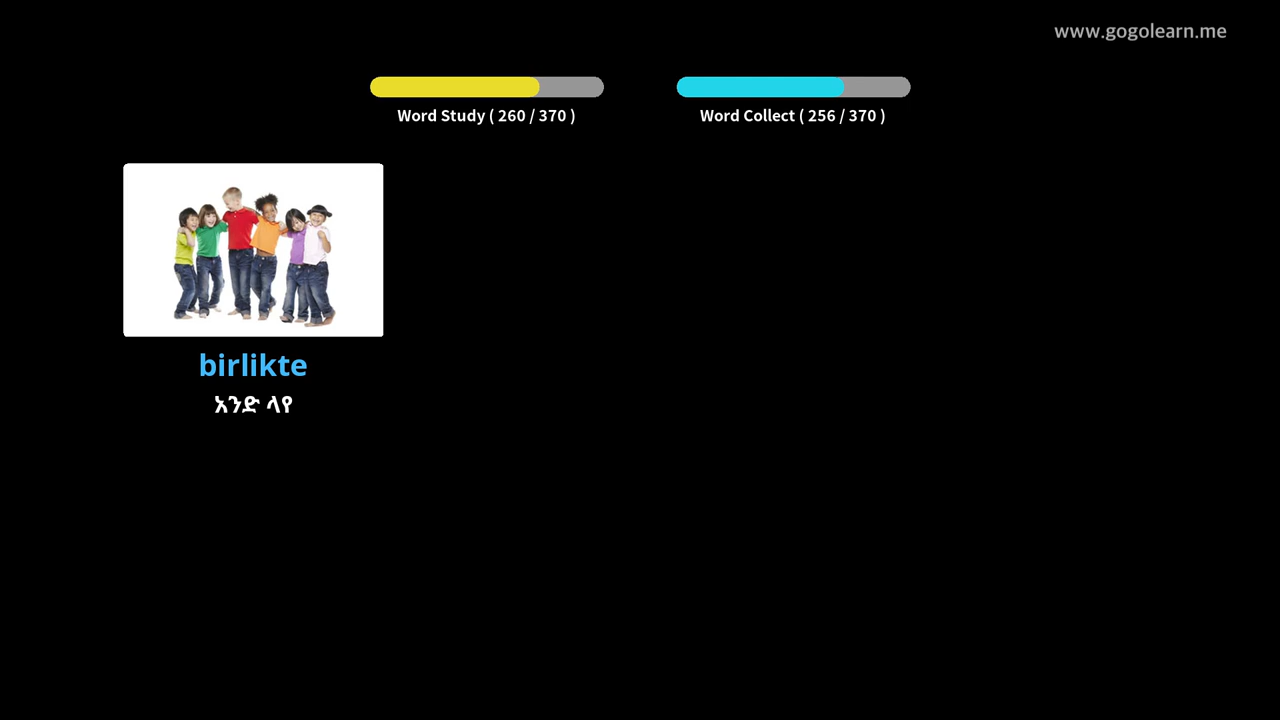 www.gogolearn.me
Word Study ( 260 / 370 )
Word Collect ( 256 / 370 )
birlikte
አንድ ላየ